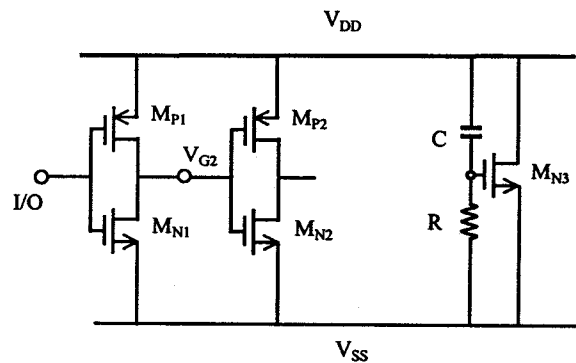 V_DD
M_P1
M_P2
V_G2
C
M_N3
I/O
M_N1
M_N2
R
V_SS